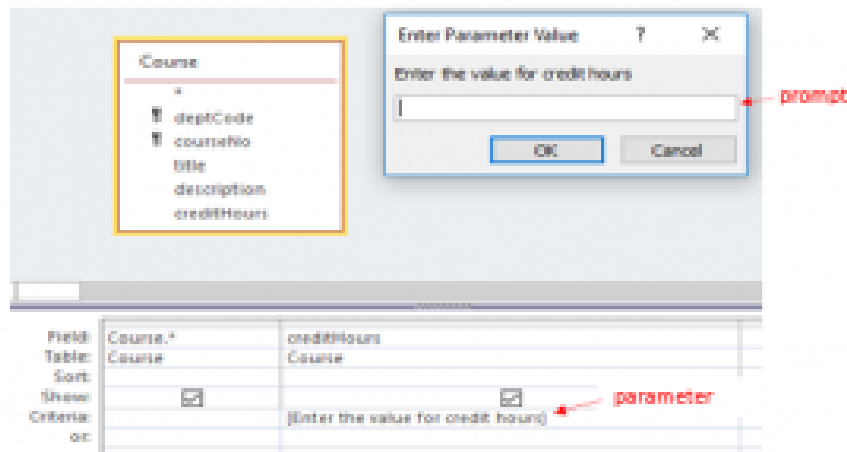 Enter Parameter Value ? ×
Course
Enter the value for credit hours
*
prompt
deptCode
courseNo
title
OK Cancel
description
creditHours
Field: Course.* creditHours
Table: Course Course
Sort:
Show:
parameter
Criteria: [Enter the value for credit hours]
or: